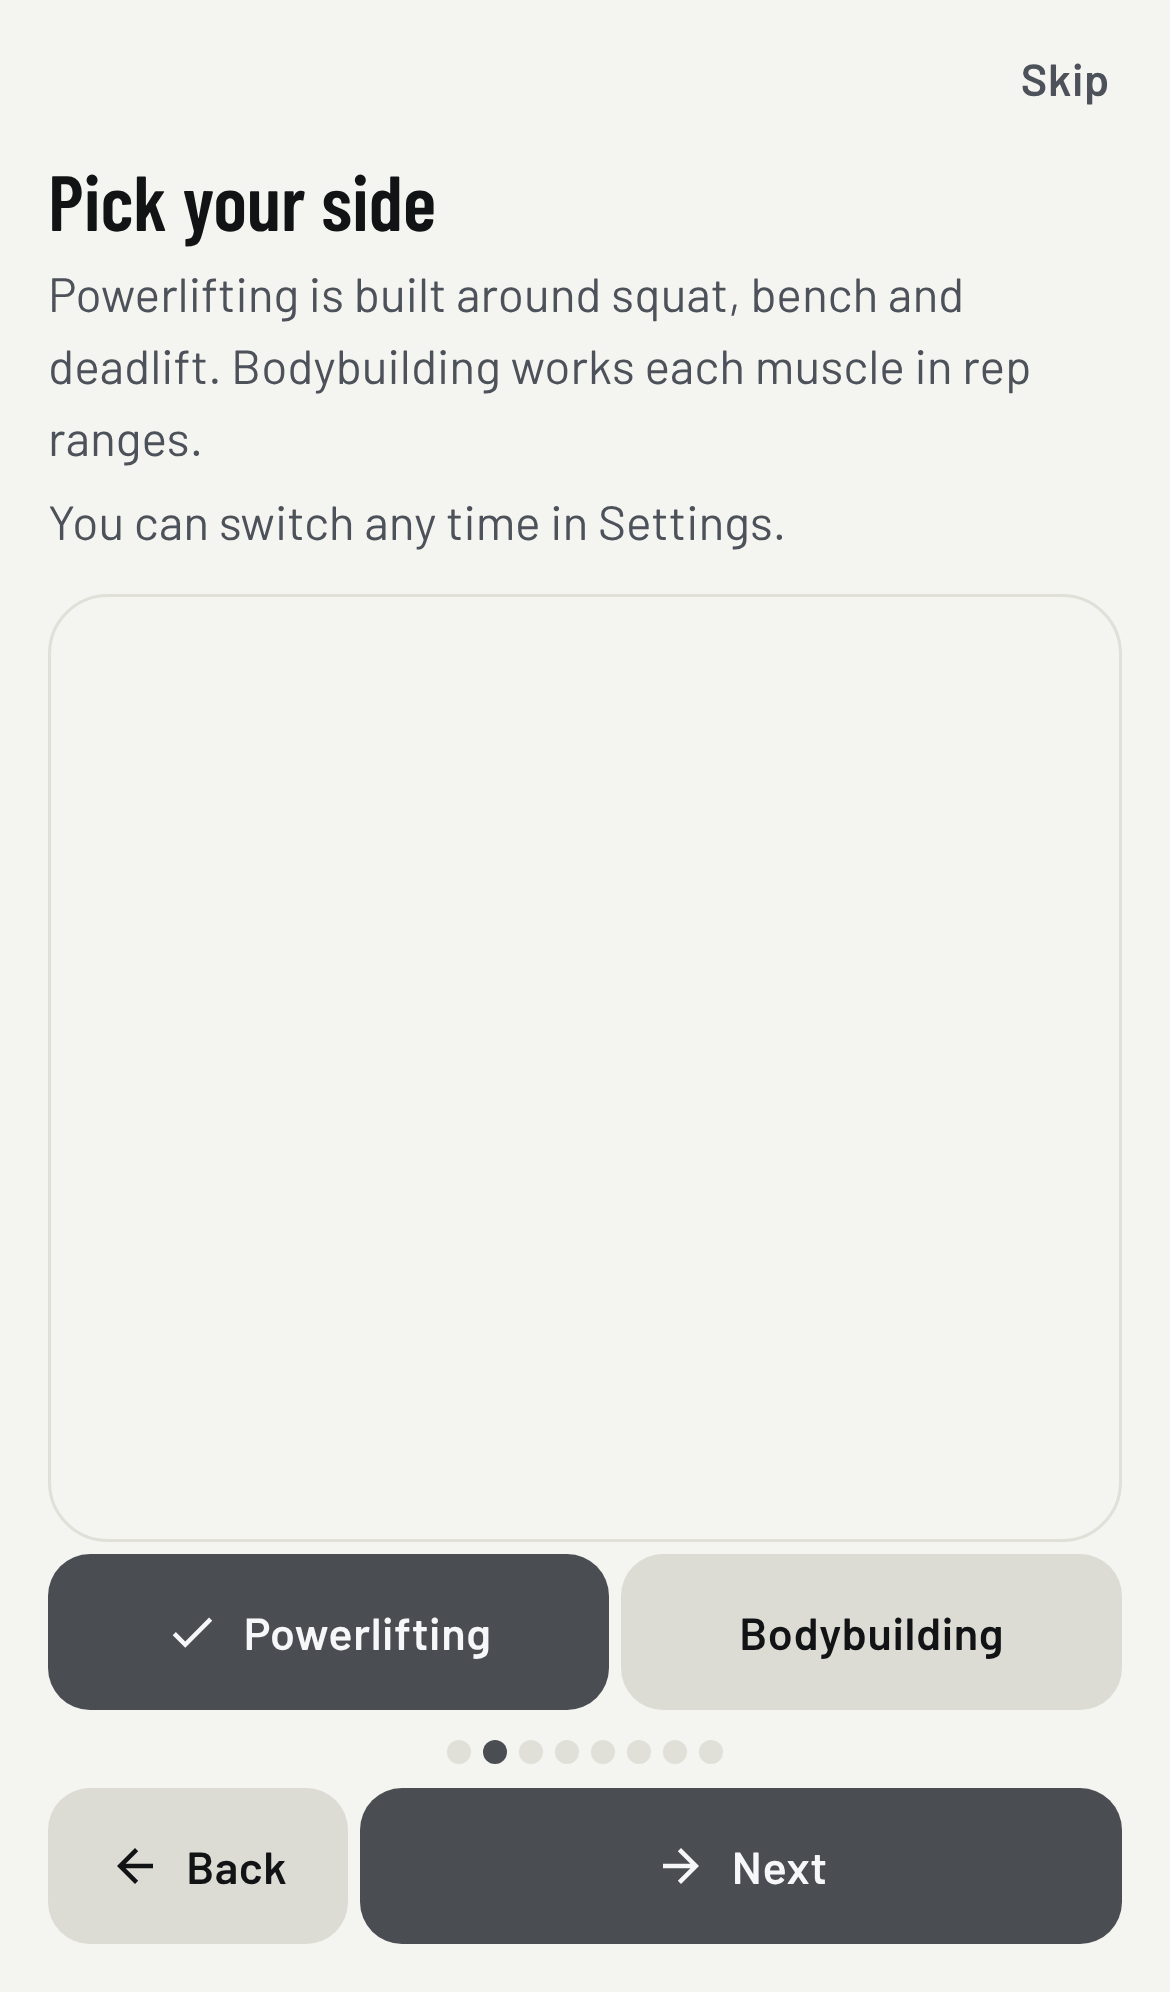 Skip
Pick your side
Powerlifting is built around squat, bench and
deadlift. Bodybuilding works each muscle in rep
ranges.
You can switch any time in Settings.
Powerlifting
Bodybuilding
Back
Next